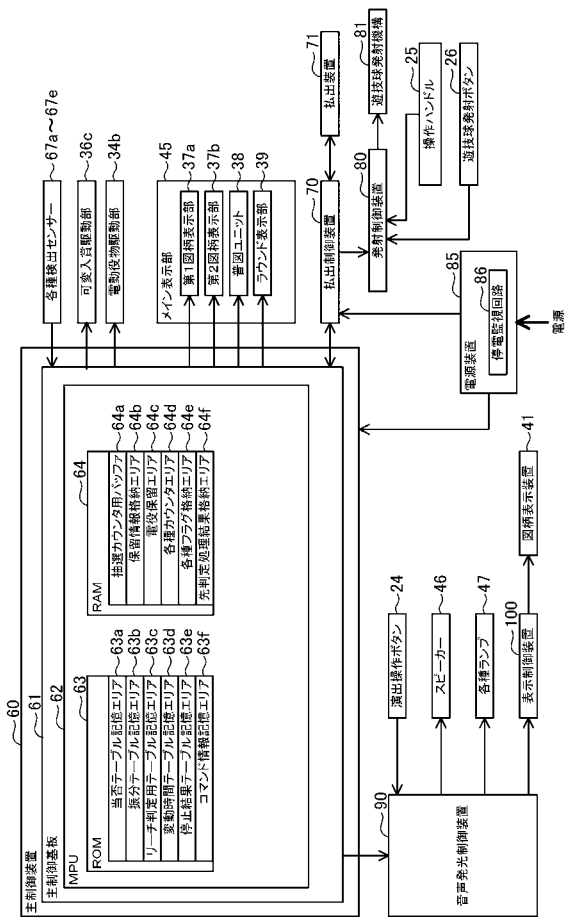 60
主制御装置
61
主制御基板
62
MPU
63
ROM
当否テーブル記憶エリア
63a
振分テーブル記憶エリア
63b
リーチ判定用テーブル記憶エリア
63c
変動時間テーブル記憶エリア
63d
停止結果テーブル記憶エリア
63e
コマンド情報記憶エリア
63f
64
RAM
抽選カウンタ用バッファ
64a
保留情報格納エリア
64b
電役保留エリア
64c
各種カウンタエリア
64d
各種フラグ格納エリア
64e
先判定処理結果格納エリア
64f
各種検出センサー
67a～67e
可変入賞駆動部
36c
電動役物駆動部
34b
45
メイン表示部
第1図柄表示部
37a
第2図柄表示部
37b
普図ユニット
38
ラウンド表示部
39
70
払出制御装置
払出装置
71
80
発射制御装置
遊技球発射機構
81
操作ハンドル
25
遊技球発射ボタン
26
85
電源装置
86
停電監視回路
電源
90
音声発光制御装置
演出操作ボタン
24
スピーカー
46
各種ランプ
47
100
表示制御装置
図柄表示装置
41